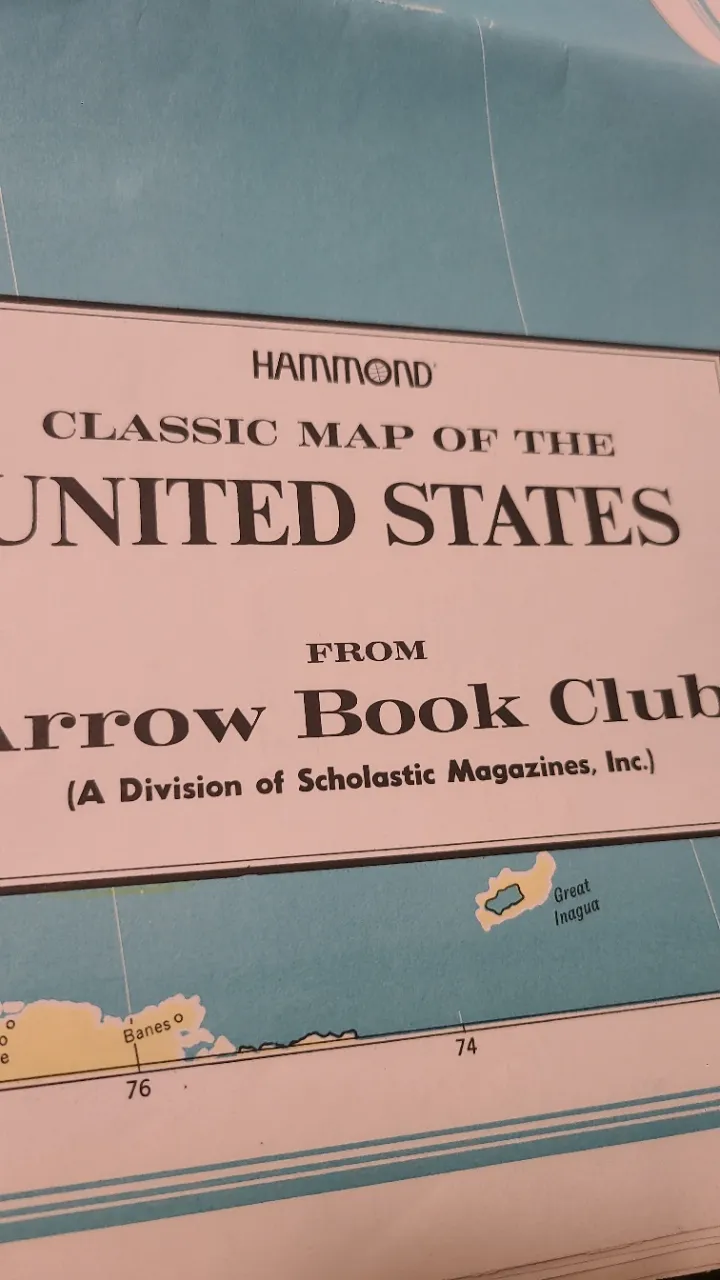 HAMMOND
CLASSIC MAP OF THE
UNITED STATES
FROM
Arrow Book Club
(A Division of Scholastic Magazines, Inc.)
Great
Inagua
Banes
76
74